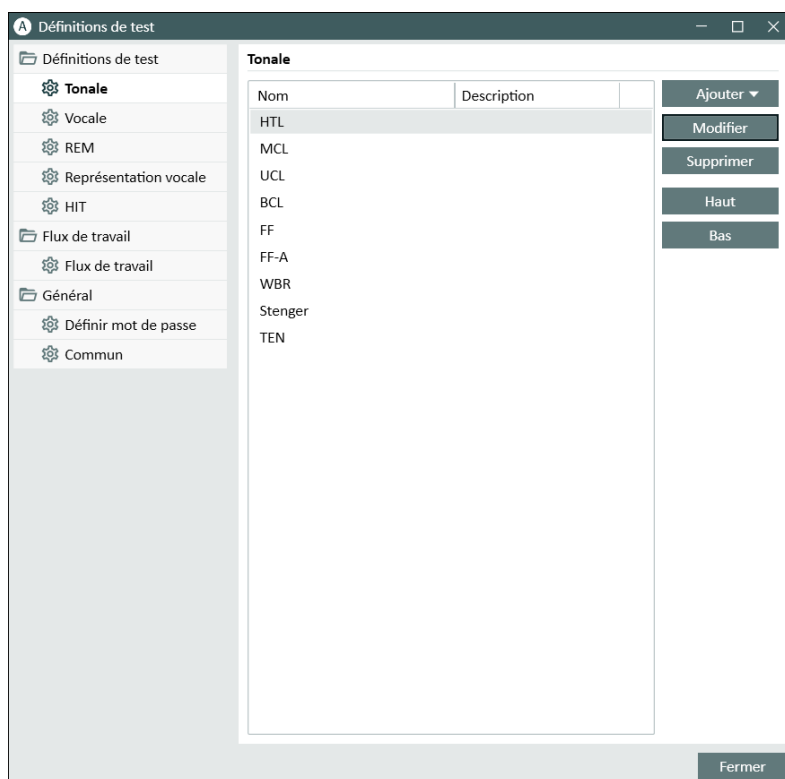 A Définitions de test
Définitions de test
Tonale
Vocale
REM
Représentation vocale
HIT
Flux de travail
Flux de travail
Général
Définir mot de passe
Commun
Tonale
Nom Description
HTL
MCL
UCL
BCL
FF
FF-A
WBR
Stenger
TEN
Ajouter
Modifier
Supprimer
Haut
Bas
Fermer